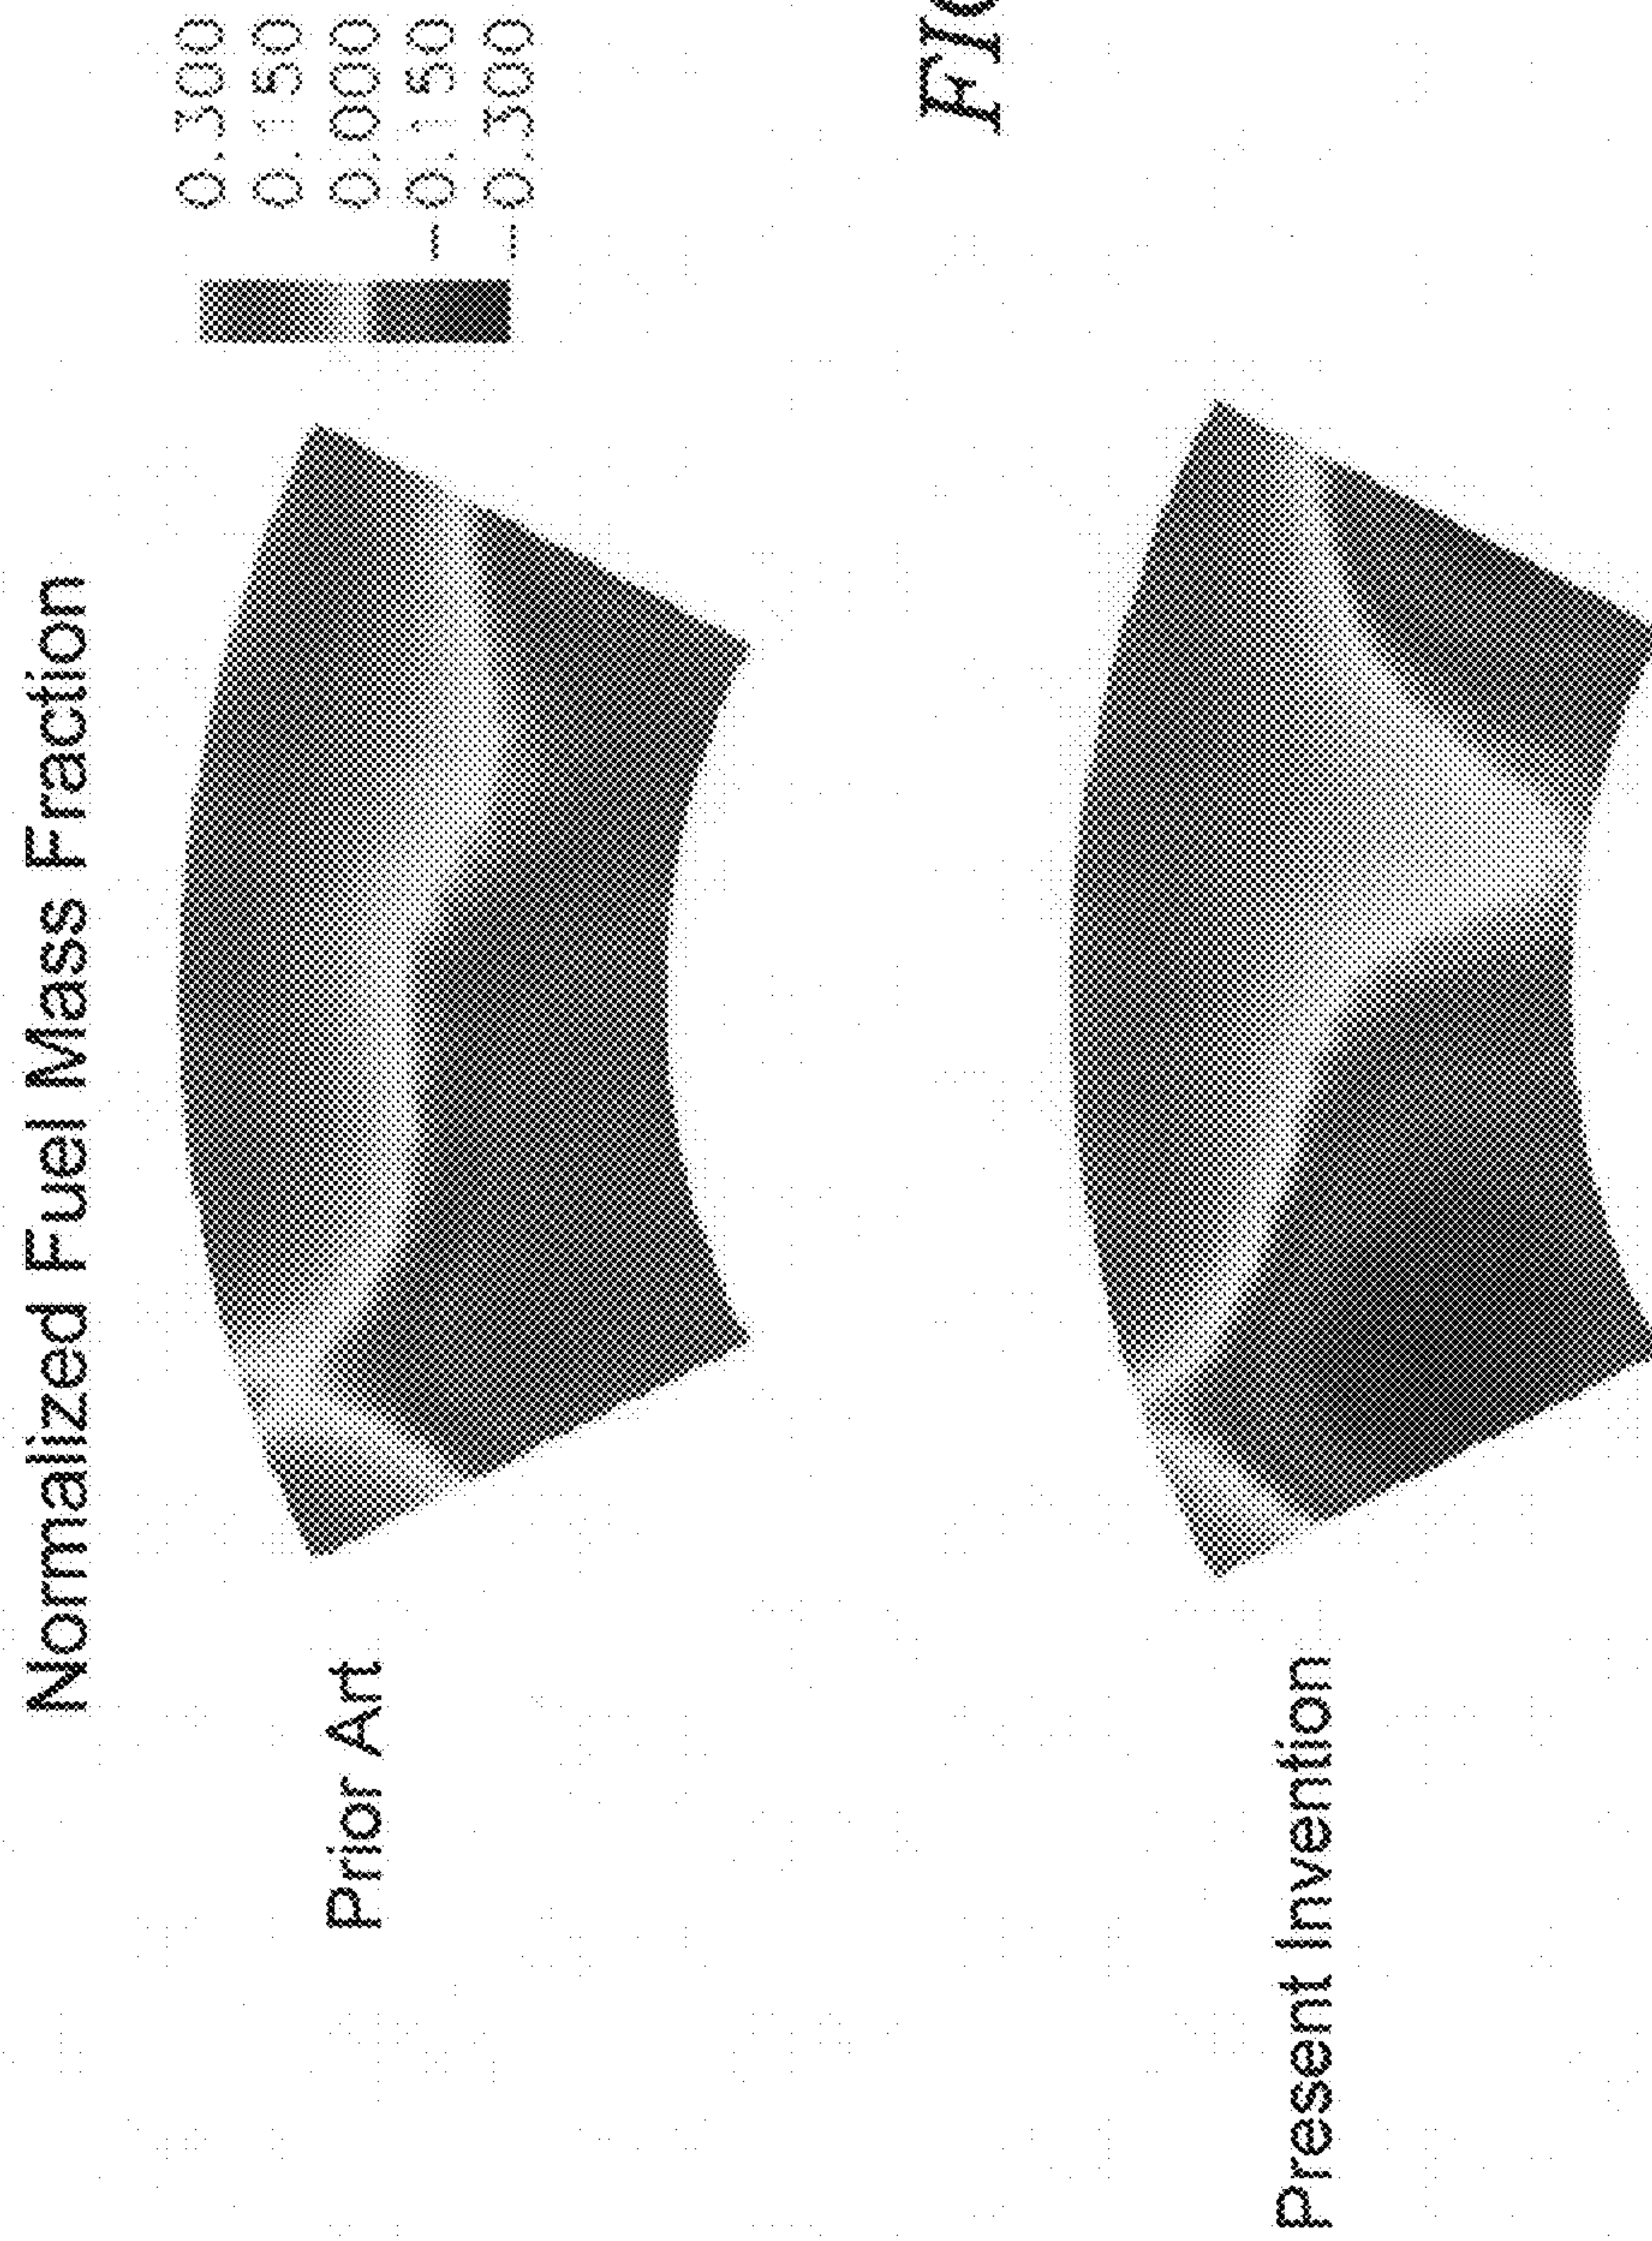 Normalized Fuel Mass Fraction
0.300
0.150
0.000
-0.150
-0.300
Prior Art
Present Invention